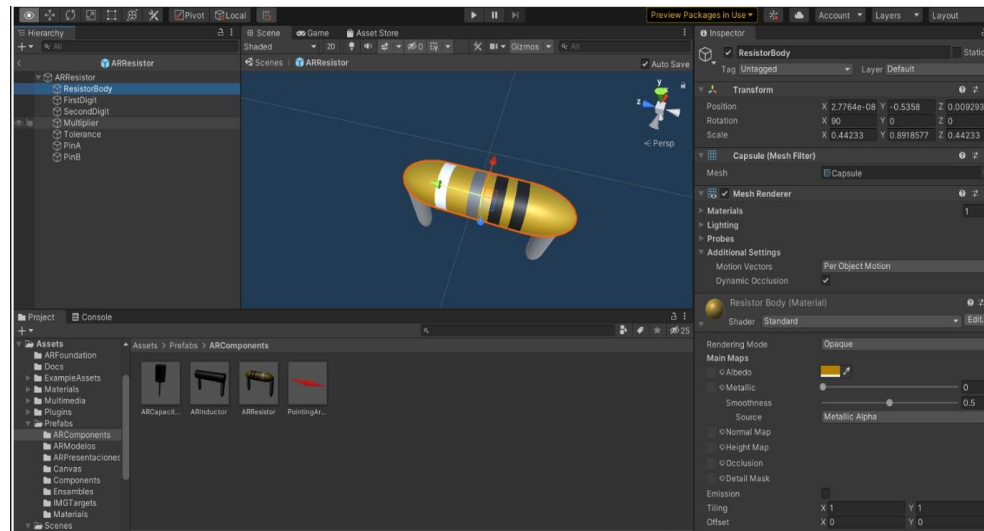 Pivot Local Preview Packages in Use Account Layers Layout
Hierarchy
All
ARResistor
ARResistor
ResistorBody
FirstDigit
SecondDigit
Multiplier
Tolerance
PinA
PinB
Scene Game Asset Store
Shaded 2D 0 Gizmos All
Scenes ARResistor Auto Save
y
z
Persp
Inspector
ResistorBody Static
Tag Untagged Layer Default
Transform
Position X 2.7764e-08 Y -0.5358 Z 0.009293
Rotation X 90 Y 0 Z 0
Scale X 0.44233 Y 0.8918577 Z 0.44233
Capsule (Mesh Filter)
Mesh Capsule
Mesh Renderer
Materials 1
Lighting
Probes
Additional Settings
Motion Vectors Per Object Motion
Dynamic Occlusion
Resistor Body (Material)
Shader Standard Edit.
Rendering Mode Opaque
Main Maps
Albedo
Metallic 0
Smoothness 0.5
Source Metallic Alpha
Normal Map
Height Map
Occlusion
Detail Mask
Emission
Tiling X 1 Y 1
Offset X 0 Y 0
Project Console
25
Assets
ARFoundation
Docs
ExampleAssets
Materials
Multimedia
Plugins
Prefabs
ARComponents
ARModelos
ARPresentaciones
Canvas
Components
Ensambles
IMGTargets
Materials
Scenes
Assets > Prefabs > ARComponents
ARCapacit... ARInductor ARResistor PointingAr...